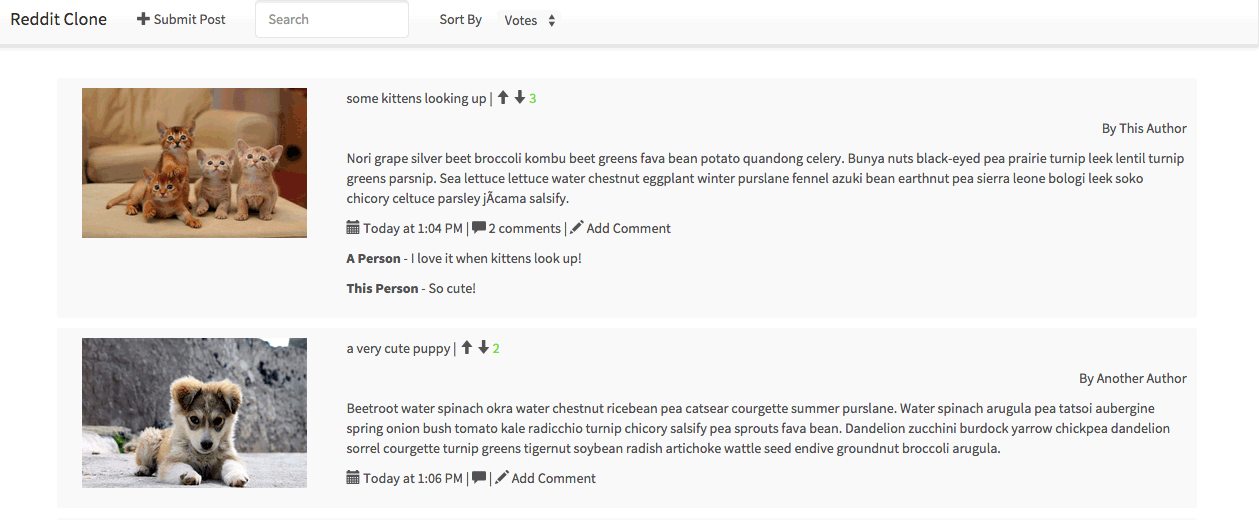 Reddit Clone Submit Post Search Sort By Votes
some kittens looking up | 3
By This Author
Nori grape silver beet broccoli kombu beet greens fava bean potato quandong celery. Bunya nuts black-eyed pea prairie turnip leek lentil turnip
greens parsnip. Sea lettuce lettuce water chestnut eggplant winter purslane fennel azuki bean earthnut pea sierra leone bologi leek soko
chicory celtuce parsley jÃcama salsify.
Today at 1:04 PM | 2 comments | Add Comment
A Person - I love it when kittens look up!
This Person - So cute!
a very cute puppy | 2
By Another Author
Beetroot water spinach okra water chestnut ricebean pea catsear courgette summer purslane. Water spinach arugula pea tatsoi aubergine
spring onion bush tomato kale radicchio turnip chicory salsify pea sprouts fava bean. Dandelion zucchini burdock yarrow chickpea dandelion
sorrel courgette turnip greens tigernut soybean radish artichoke wattle seed endive groundnut broccoli arugula.
Today at 1:06 PM | | Add Comment